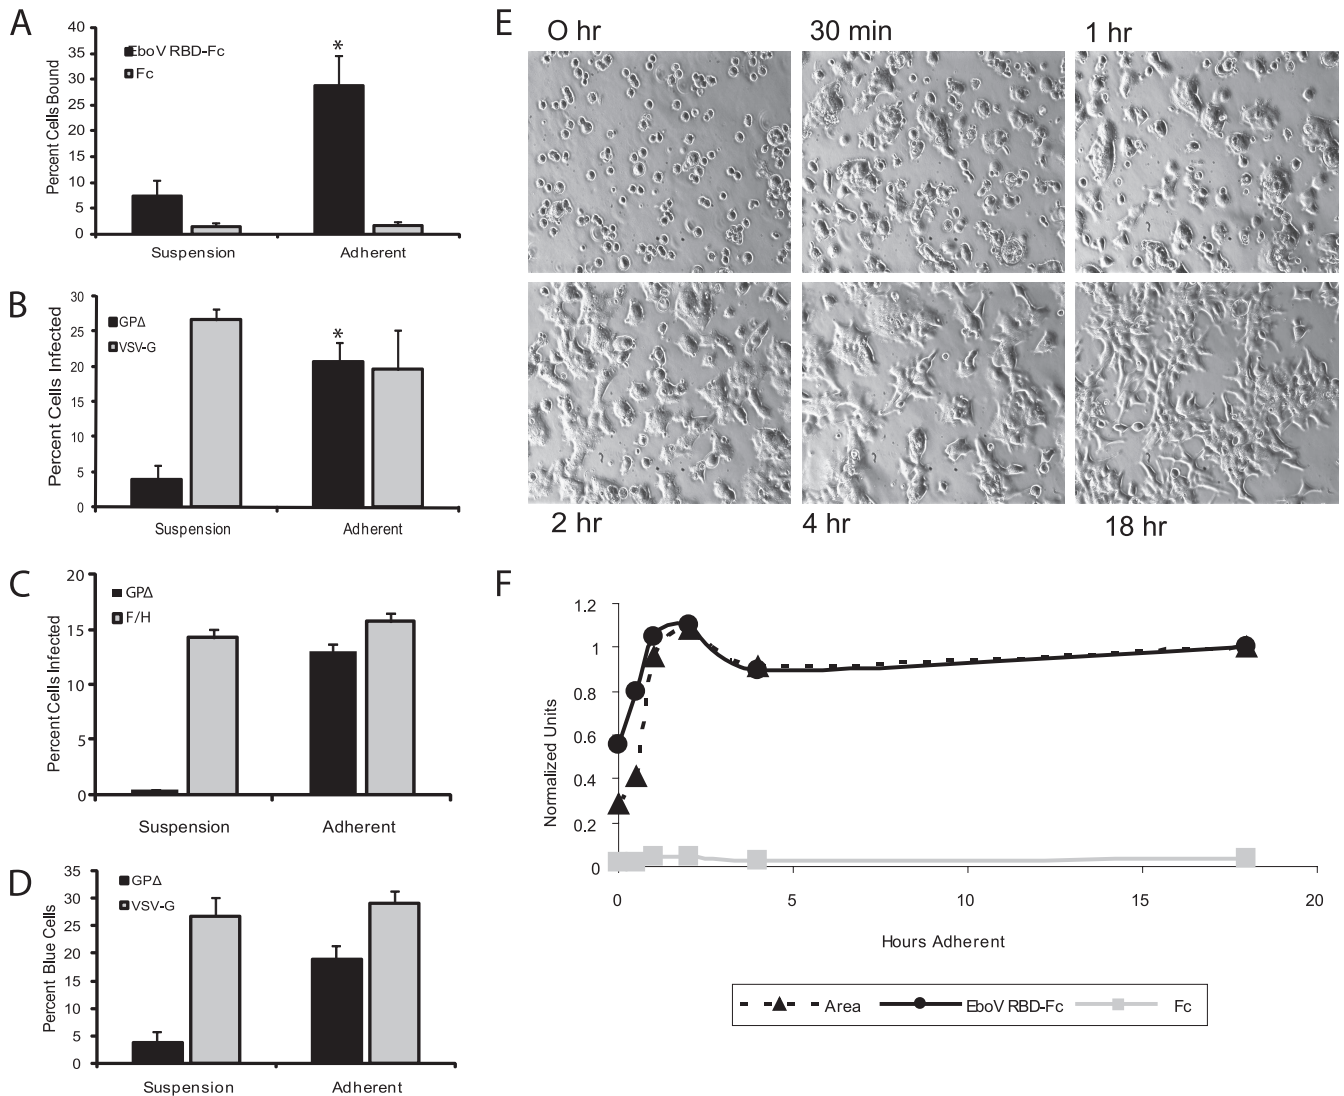 A
40
35
30
25
20
15
10
5
0
Percent Cells Bound
EboV RBD-Fc
Fc
*
Suspension
Adherent
B
30
25
20
15
10
5
0
Percent Cells Infected
GPΔ
VSV-G
*
Suspension
Adherent
C
20
15
10
5
0
Percent Cells Infected
GPΔ
F/H
Suspension
Adherent
D
35
30
25
20
15
10
5
0
Percent Blue Cells
GPΔ
VSV-G
Suspension
Adherent
E
O hr
30 min
1 hr
2 hr
4 hr
18 hr
F
1.2
1
0.8
0.6
0.4
0.2
0
Normalized Units
0
5
10
15
20
Hours Adherent
Area
EboV RBD-Fc
Fc